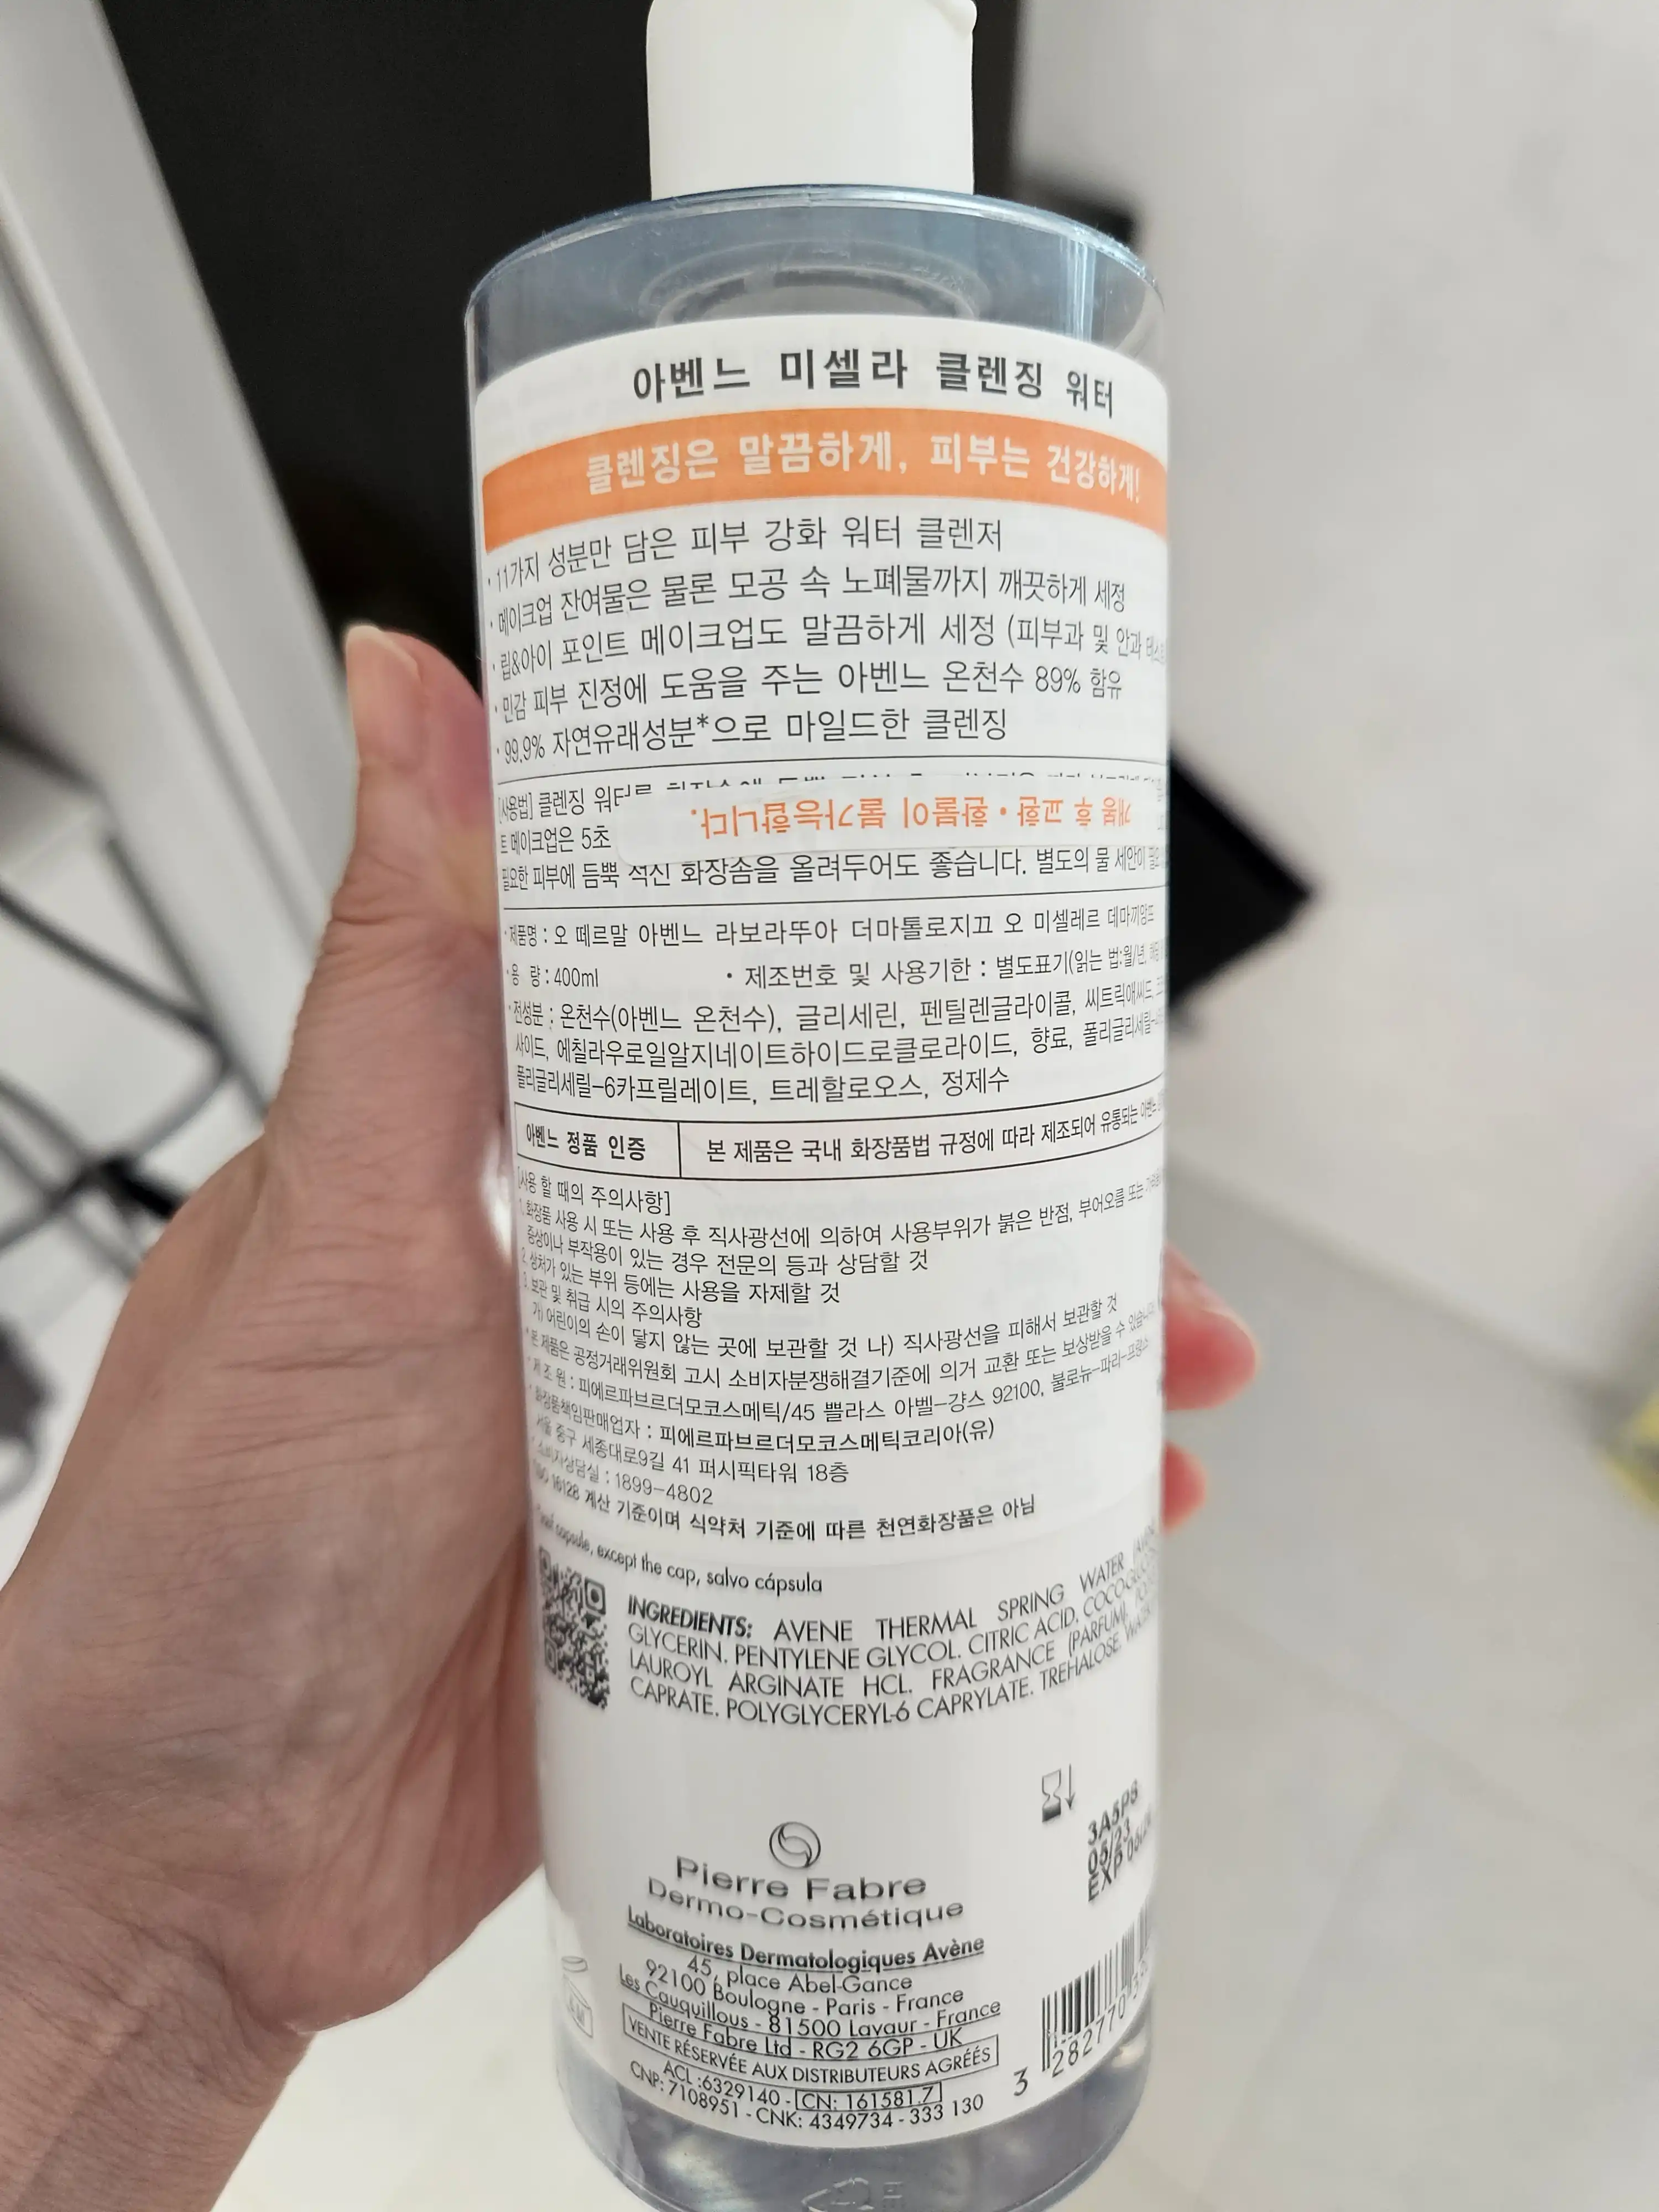 아벤느 미셀라 클렌징 워터
클렌징은 말끔하게, 피부는 건강하게!
· 11가지 성분만 담은 피부 강화 워터 클렌저
· 메이크업 잔여물은 물론 모공 속 노폐물까지 깨끗하게 세정
· 립&아이 포인트 메이크업도 말끔하게 세정 (피부과 및 안과
· 민감 피부 진정에 도움을 주는 아벤느 온천수 89% 함유
· 99.9% 자연유래성분*으로 마일드한 클렌징
[사용법] 클렌징 워터를
개봉 후 교환·환불이 불가능합니다.
트 메이크업은 5초
필요한 피부에 듬뿍 적신 화장솜을 올려두어도 좋습니다. 별도의 물 세안이
· 제품명 : 오 떼르말 아벤느 라보라뚜아 더마톨로지끄 오 미셀레르 데마끼앙뜨
· 용 량 : 400ml · 제조번호 및 사용기한 : 별도표기(읽는 법:월/년,
· 전성분 : 온천수(아벤느 온천수), 글리세린, 펜틸렌글라이콜, 씨트릭애씨드,
사이드, 에칠라우로일알지네이트하이드로클로라이드, 향료, 폴리글리세릴-
폴리글리세릴-6카프릴레이트, 트레할로오스, 정제수
아벤느 정품 인증 본 제품은 국내 화장품법 규정에 따라 제조되어 유통되는
[사용 할 때의 주의사항]
1. 화장품 사용 시 또는 사용 후 직사광선에 의하여 사용부위가 붉은 반점, 부어오름 또는
증상이나 부작용이 있는 경우 전문의 등과 상담할 것
2. 상처가 있는 부위 등에는 사용을 자제할 것
3. 보관 및 취급 시의 주의사항
가) 어린이의 손이 닿지 않는 곳에 보관할 것 나) 직사광선을 피해서 보관할 것
* 본 제품은 공정거래위원회 고시 소비자분쟁해결기준에 의거 교환 또는 보상받을 수
· 제 조 원 : 피에르파브르더모코스메틱/45 쁠라스 아벨-걍스 92100, 불로뉴-파리-프랑스
· 화장품책임판매업자 : 피에르파브르더모코스메틱코리아(유)
서울 중구 세종대로9길 41 퍼시픽타워 18층
· 소비자상담실 : 1899-4802
*ISO 16128 계산 기준이며 식약처 기준에 따른 천연화장품은 아님
capsule, except the cap, salvo cápsula
INGREDIENTS: AVENE THERMAL SPRING WATER
GLYCERIN. PENTYLENE GLYCOL. CITRIC ACID.
LAUROYL ARGINATE HCL. FRAGRANCE (PARFUM).
CAPRATE. POLYGLYCERYL-6 CAPRYLATE. TREHALOSE.
3A5P8
05/23
EXP
Pierre Fabre
Dermo-Cosmétique
Laboratoires Dermatologiques Avène
45, place Abel-Gance
92100 Boulogne - Paris - France
Les Cauquillous - 81500 Lavaur - France
Pierre Fabre Ltd - RG2 6GP - UK
VENTE RÉSERVÉE AUX DISTRIBUTEURS AGRÉÉS
ACL :6329140 - CN: 161581.7
CNP: 7108951 - CNK: 4349734 - 333 130
3 282770